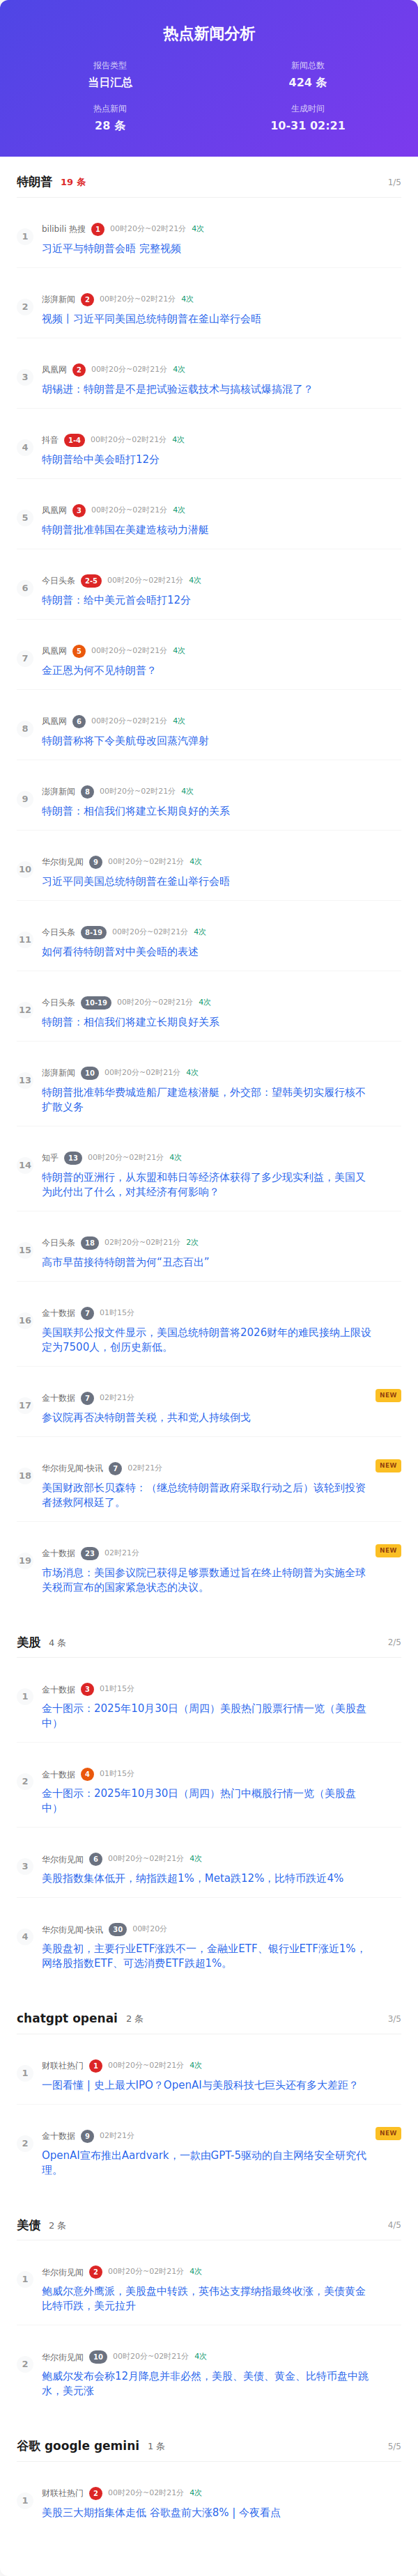 热点新闻分析
报告类型
当日汇总
新闻总数
424 条
热点新闻
28 条
生成时间
10-31 02:21
特朗普 19 条 1/5
1 bilibili 热搜 1 00时20分~02时21分 4次
习近平与特朗普会晤 完整视频
2 澎湃新闻 2 00时20分~02时21分 4次
视频丨习近平同美国总统特朗普在釜山举行会晤
3 凤凰网 2 00时20分~02时21分 4次
胡锡进：特朗普是不是把试验运载技术与搞核试爆搞混了？
4 抖音 1-4 00时20分~02时21分 4次
特朗普给中美会晤打12分
5 凤凰网 3 00时20分~02时21分 4次
特朗普批准韩国在美建造核动力潜艇
6 今日头条 2-5 00时20分~02时21分 4次
特朗普：给中美元首会晤打12分
7 凤凰网 5 00时20分~02时21分 4次
金正恩为何不见特朗普？
8 凤凰网 6 00时20分~02时21分 4次
特朗普称将下令美航母改回蒸汽弹射
9 澎湃新闻 8 00时20分~02时21分 4次
特朗普：相信我们将建立长期良好的关系
10 华尔街见闻 9 00时20分~02时21分 4次
习近平同美国总统特朗普在釜山举行会晤
11 今日头条 8-19 00时20分~02时21分 4次
如何看待特朗普对中美会晤的表述
12 今日头条 10-19 00时20分~02时21分 4次
特朗普：相信我们将建立长期良好关系
13 澎湃新闻 10 00时20分~02时21分 4次
特朗普批准韩华费城造船厂建造核潜艇，外交部：望韩美切实履行核不
扩散义务
14 知乎 13 00时20分~02时21分 4次
特朗普的亚洲行，从东盟和韩日等经济体获得了多少现实利益，美国又
为此付出了什么，对其经济有何影响？
15 今日头条 18 02时20分~02时21分 2次
高市早苗接待特朗普为何“丑态百出”
16 金十数据 7 01时15分
美国联邦公报文件显示，美国总统特朗普将2026财年的难民接纳上限设
定为7500人，创历史新低。
17 金十数据 7 02时21分 NEW
参议院再否决特朗普关税，共和党人持续倒戈
18 华尔街见闻-快讯 7 02时21分 NEW
美国财政部长贝森特：（继总统特朗普政府采取行动之后）该轮到投资
者拯救阿根廷了。
19 金十数据 23 02时21分 NEW
市场消息：美国参议院已获得足够票数通过旨在终止特朗普为实施全球
关税而宣布的国家紧急状态的决议。
美股 4 条 2/5
1 金十数据 3 01时15分
金十图示：2025年10月30日（周四）美股热门股票行情一览（美股盘
中）
2 金十数据 4 01时15分
金十图示：2025年10月30日（周四）热门中概股行情一览（美股盘
中）
3 华尔街见闻 6 00时20分~02时21分 4次
美股指数集体低开，纳指跌超1%，Meta跌12%，比特币跌近4%
4 华尔街见闻-快讯 30 00时20分
美股盘初，主要行业ETF涨跌不一，金融业ETF、银行业ETF涨近1%，
网络股指数ETF、可选消费ETF跌超1%。
chatgpt openai 2 条 3/5
1 财联社热门 1 00时20分~02时21分 4次
一图看懂 | 史上最大IPO？OpenAI与美股科技七巨头还有多大差距？
2 金十数据 9 02时21分 NEW
OpenAI宣布推出Aardvark，一款由GPT-5驱动的自主网络安全研究代
理。
美债 2 条 4/5
1 华尔街见闻 2 00时20分~02时21分 4次
鲍威尔意外鹰派，美股盘中转跌，英伟达支撑纳指最终收涨，美债黄金
比特币跌，美元拉升
2 华尔街见闻 10 00时20分~02时21分 4次
鲍威尔发布会称12月降息并非必然，美股、美债、黄金、比特币盘中跳
水，美元涨
谷歌 google gemini 1 条 5/5
1 财联社热门 2 00时20分~02时21分 4次
美股三大期指集体走低 谷歌盘前大涨8% | 今夜看点